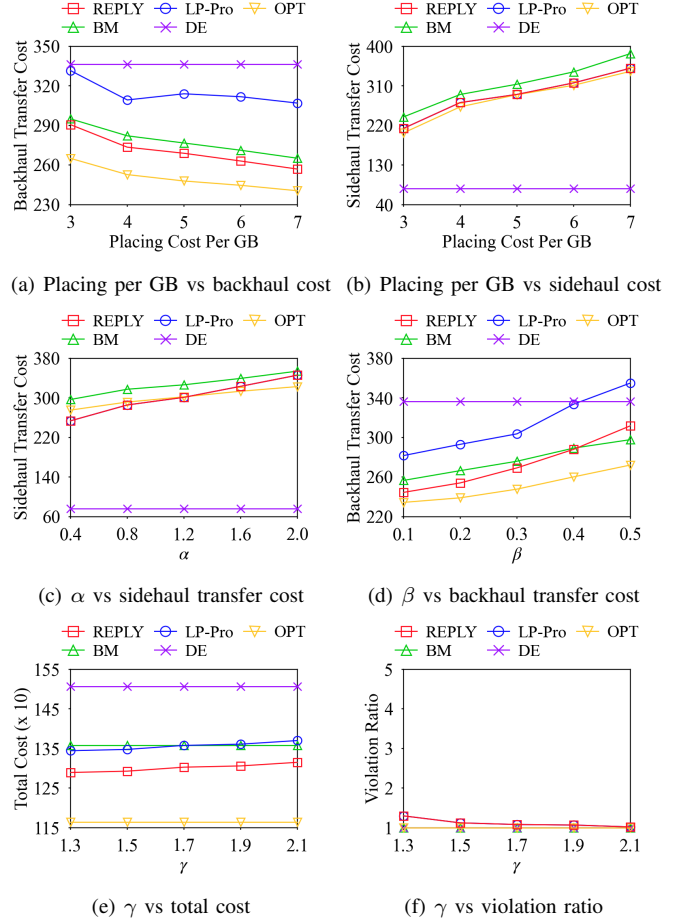 REPLY LP-Pro OPT
BM DE
Backhaul Transfer Cost
350
320
290
260
230
3 4 5 6 7
Placing Cost Per GB
(a) Placing per GB vs backhaul cost
REPLY LP-Pro OPT
BM DE
Sidehaul Transfer Cost
400
310
220
130
40
3 4 5 6 7
Placing Cost Per GB
(b) Placing per GB vs sidehaul cost
REPLY LP-Pro OPT
BM DE
Sidehaul Transfer Cost
380
300
220
140
60
0.4 0.8 1.2 1.6 2.0
α
(c) α vs sidehaul transfer cost
REPLY LP-Pro OPT
BM DE
Backhaul Transfer Cost
380
340
300
260
220
0.1 0.2 0.3 0.4 0.5
β
(d) β vs backhaul transfer cost
REPLY LP-Pro OPT
BM DE
Total Cost (x 10)
155
145
135
125
115
1.3 1.5 1.7 1.9 2.1
γ
(e) γ vs total cost
REPLY LP-Pro OPT
BM DE
Violation Ratio
5
4
3
2
1
1.3 1.5 1.7 1.9 2.1
γ
(f) γ vs violation ratio